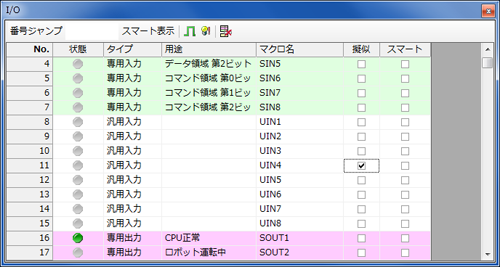 I/O
番号ジャンプ スマート表示
No. 状態 タイプ 用途 マクロ名 擬似 スマート
4 専用入力 データ領域 第2ビット SIN5
5 専用入力 コマンド領域 第0ビッ SIN6
6 専用入力 コマンド領域 第1ビッ SIN7
7 専用入力 コマンド領域 第2ビッ SIN8
8 汎用入力 UIN1
9 汎用入力 UIN2
10 汎用入力 UIN3
11 汎用入力 UIN4
12 汎用入力 UIN5
13 汎用入力 UIN6
14 汎用入力 UIN7
15 汎用入力 UIN8
16 専用出力 CPU正常 SOUT1
17 専用出力 ロボット運転中 SOUT2